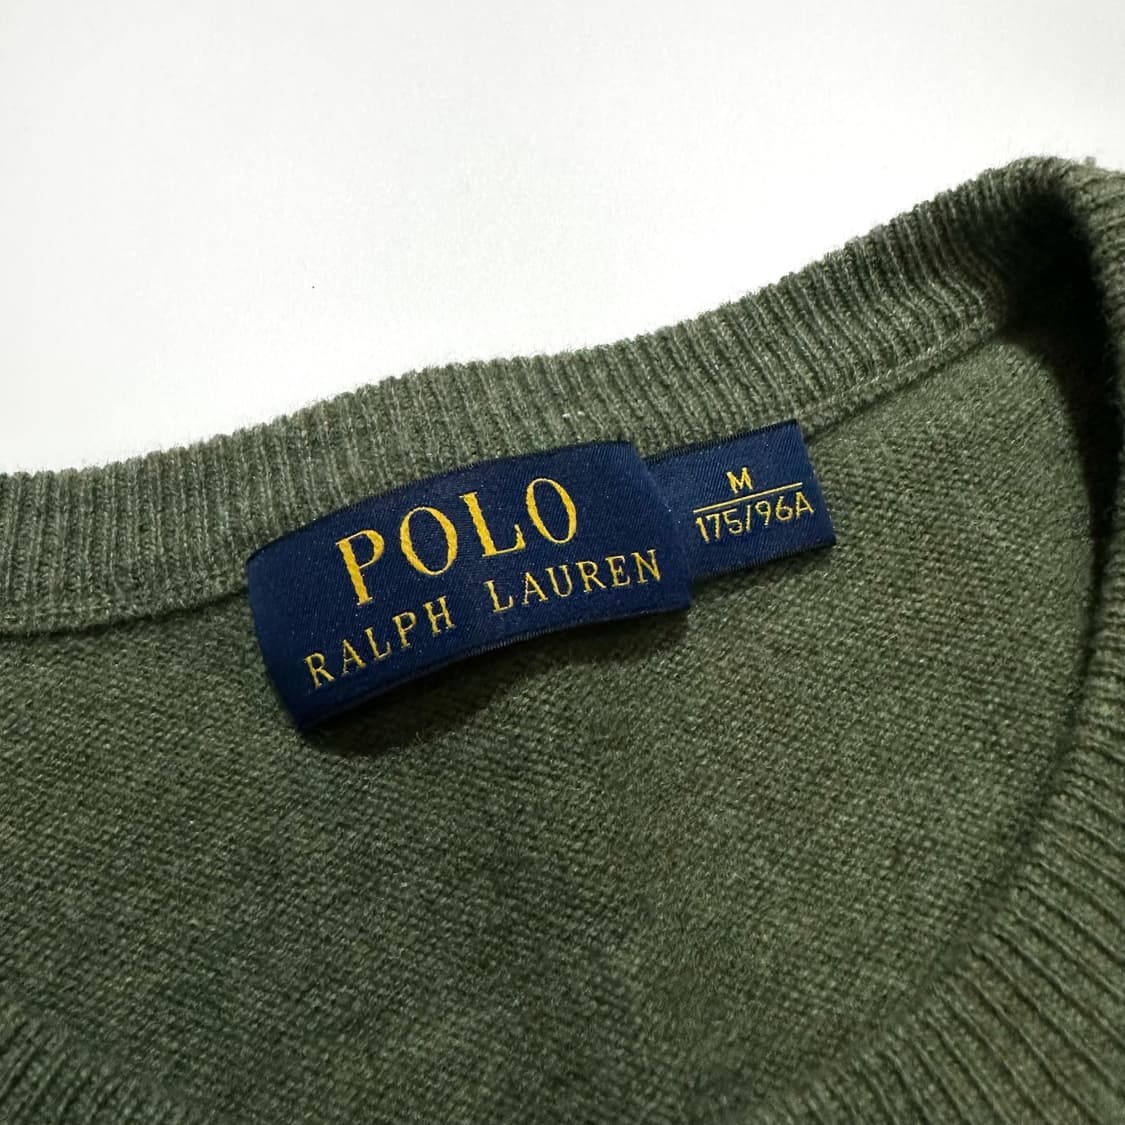 POLO
RALPH LAUREN
M
175/96A